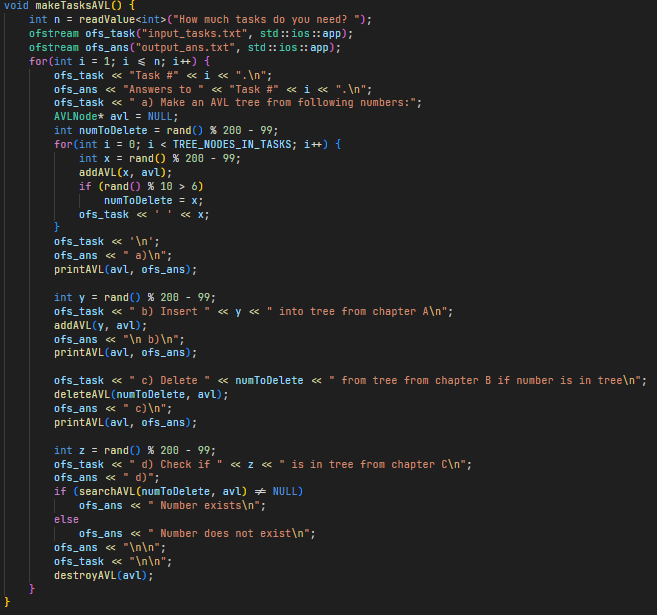 void makeTasksAVL() {
    int n = readValue<int>("How much tasks do you need? ");
    ofstream ofs_task("input_tasks.txt", std::ios::app);
    ofstream ofs_ans("output_ans.txt", std::ios::app);
    for(int i = 1; i <= n; i++) {
        ofs_task << "Task #" << i << ".\n";
        ofs_ans << "Answers to " << "Task #" << i << ".\n";
        ofs_task << " a) Make an AVL tree from following numbers:";
        AVLNode* avl = NULL;
        int numToDelete = rand() % 200 - 99;
        for(int i = 0; i < TREE_NODES_IN_TASKS; i++) {
            int x = rand() % 200 - 99;
            addAVL(x, avl);
            if (rand() % 10 > 6)
                numToDelete = x;
            ofs_task << ' ' << x;
        }
        ofs_task << '\n';
        ofs_ans << " a)\n";
        printAVL(avl, ofs_ans);

        int y = rand() % 200 - 99;
        ofs_task << " b) Insert " << y << " into tree from chapter A\n";
        addAVL(y, avl);
        ofs_ans << "\n b)\n";
        printAVL(avl, ofs_ans);

        ofs_task << " c) Delete " << numToDelete << " from tree from chapter B if number is in tree\n";
        deleteAVL(numToDelete, avl);
        ofs_ans << " c)\n";
        printAVL(avl, ofs_ans);

        int z = rand() % 200 - 99;
        ofs_task << " d) Check if " << z << " is in tree from chapter C\n";
        ofs_ans << " d)";
        if (searchAVL(numToDelete, avl) != NULL)
            ofs_ans << " Number exists\n";
        else
            ofs_ans << " Number does not exist\n";
        ofs_ans << "\n\n";
        ofs_task << "\n\n";
        destroyAVL(avl);
    }
}